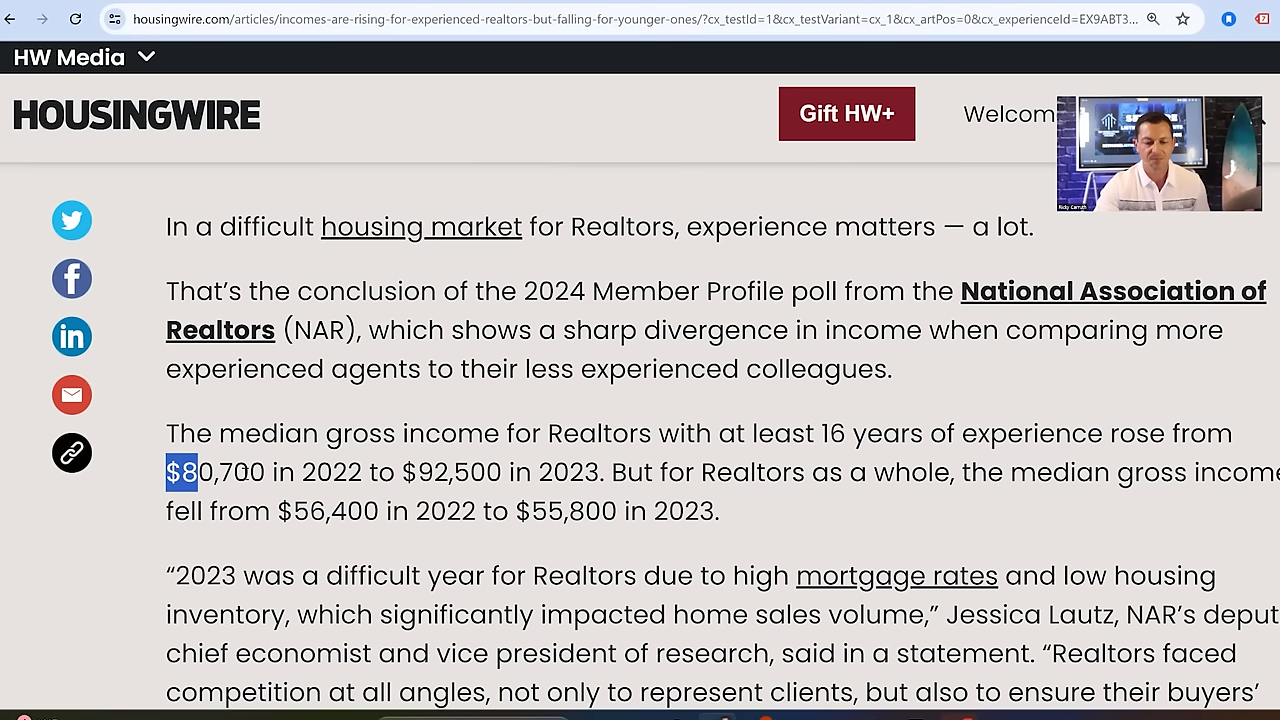 housingwire.com/articles/incomes-are-rising-for-experienced-realtors-but-falling-for-younger-ones/?cx_testId=1&cx_testVariant=cx_1&cx_artPos=0&cx_experienceId=EX9ABT3...
HW Media
HOUSINGWIRE
Gift HW+
Welcom
Ricky Carruth
In a difficult housing market for Realtors, experience matters — a lot.
That's the conclusion of the 2024 Member Profile poll from the National Association of
Realtors (NAR), which shows a sharp divergence in income when comparing more
experienced agents to their less experienced colleagues.
The median gross income for Realtors with at least 16 years of experience rose from
$80,700 in 2022 to $92,500 in 2023. But for Realtors as a whole, the median gross income
fell from $56,400 in 2022 to $55,800 in 2023.
“2023 was a difficult year for Realtors due to high mortgage rates and low housing
inventory, which significantly impacted home sales volume,” Jessica Lautz, NAR’s deput
chief economist and vice president of research, said in a statement. “Realtors faced
competition at all angles, not only to represent clients, but also to ensure their buyers’